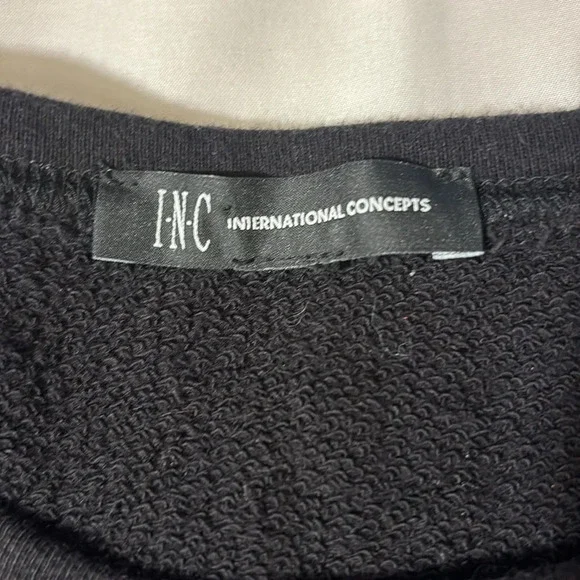 I·N·C INTERNATIONAL CONCEPTS